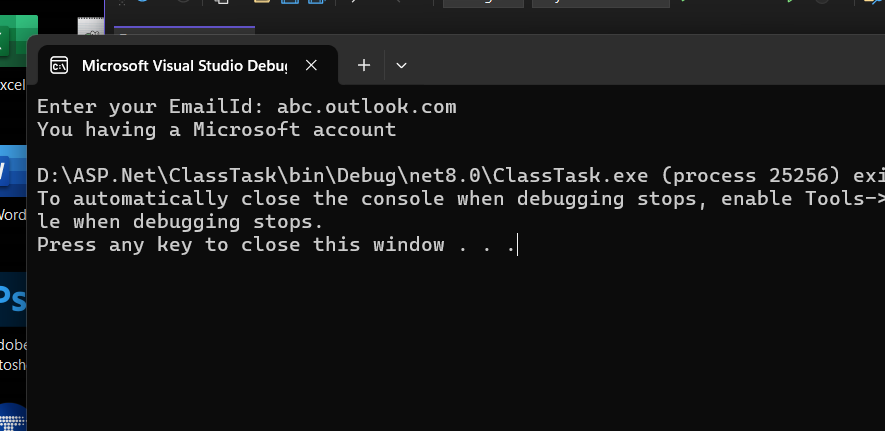 Microsoft Visual Studio Debu
Enter your EmailId: abc.outlook.com
You having a Microsoft account
D:\ASP.Net\ClassTask\bin\Debug\net8.0\ClassTask.exe (process 25256) exi
To automatically close the console when debugging stops, enable Tools->
le when debugging stops.
Press any key to close this window . . .
xcel
Word
Ps
dobe
tosh